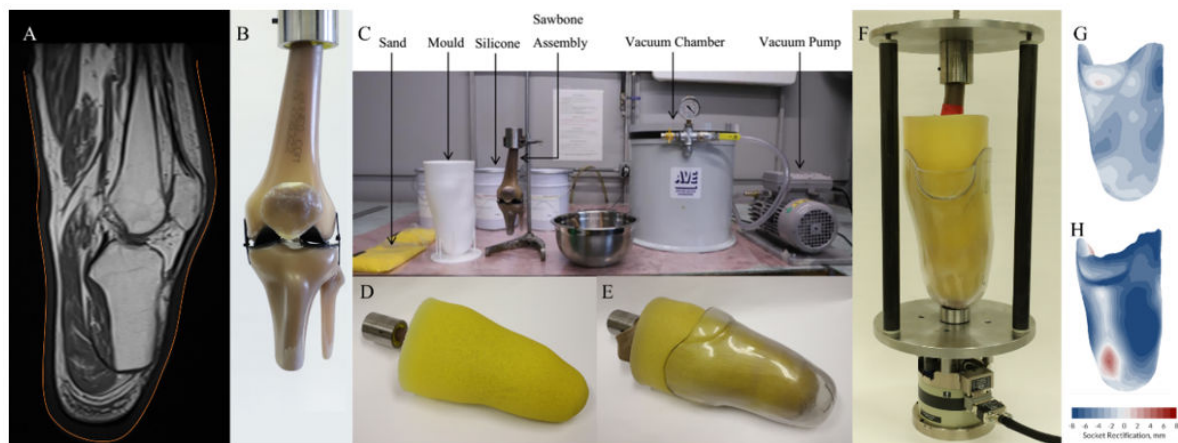 A
B
C
Sand
Mould
Silicone
Sawbone
Assembly
Vacuum Chamber
Vacuum Pump
AVE
D
E
F
G
H
-8 -6 -4 -2 0 2 4 6 8
Socket Rectification, mm